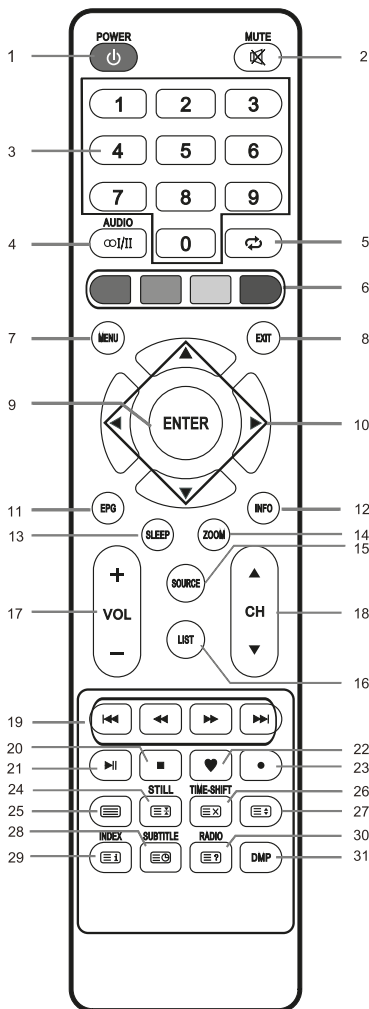 POWER
MUTE
1
2
1 2 3
3
4 5 6
7 8 9
AUDIO
4
I/II
0
5
6
7
MENU
EXIT
8
9
ENTER
10
11
EPG
INFO
12
13
SLEEP
ZOOM
14
15
SOURCE
17
+
VOL
−
CH
18
LIST
16
19
20
22
21
23
24
STILL
TIME-SHIFT
26
25
27
28
INDEX
SUBTITLE
RADIO
30
29
i
?
DMP
31